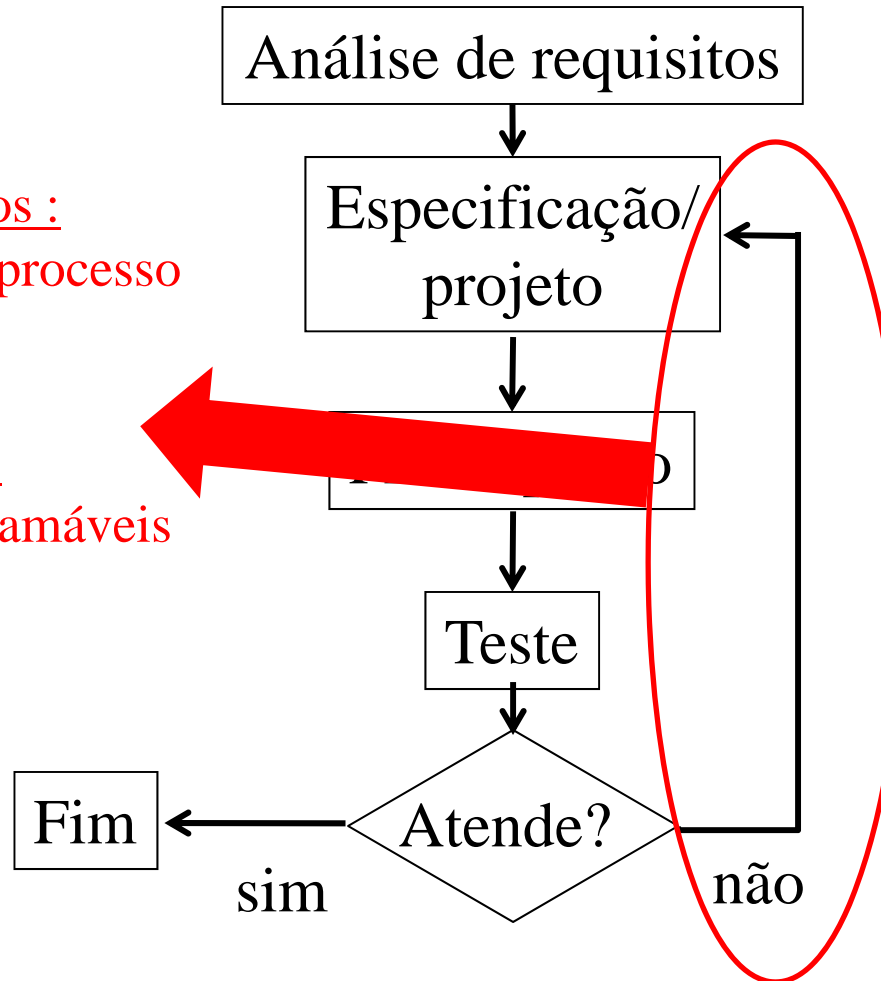 Análise de requisitos
Especificação/
projeto
os :
processo
amáveis
Teste
Atende?
Fim
sim
não